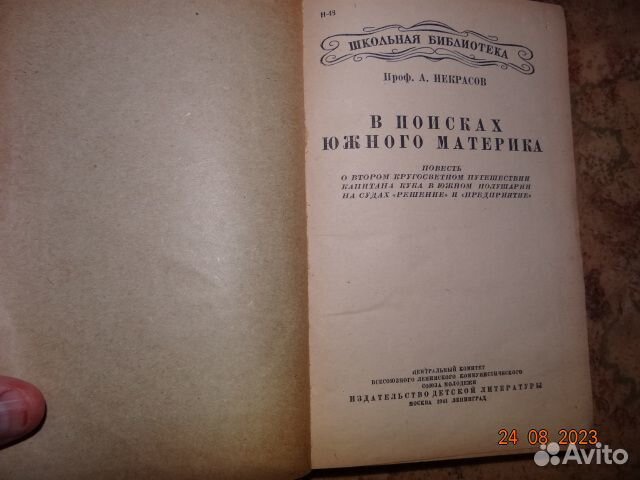 Н-49
ШКОЛЬНАЯ БИБЛИОТЕКА
Проф. А. НЕКРАСОВ
В ПОИСКАХ
ЮЖНОГО МАТЕРИКА
ПОВЕСТЬ
О ВТОРОМ КРУГОСВЕТНОМ ПУТЕШЕСТВИИ
КАПИТАНА КУКА В ЮЖНОМ ПОЛУШАРИИ
НА СУДАХ «РЕШЕНИЕ» И «ПРЕДПРИЯТИЕ»
ЦЕНТРАЛЬНЫЙ КОМИТЕТ
ВСЕСОЮЗНОГО ЛЕНИНСКОГО КОММУНИСТИЧЕСКОГО
СОЮЗА МОЛОДЕЖИ
ИЗДАТЕЛЬСТВО ДЕТСКОЙ ЛИТЕРАТУРЫ
МОСКВА 1941 ЛЕНИНГРАД
24 08 2023
Avito